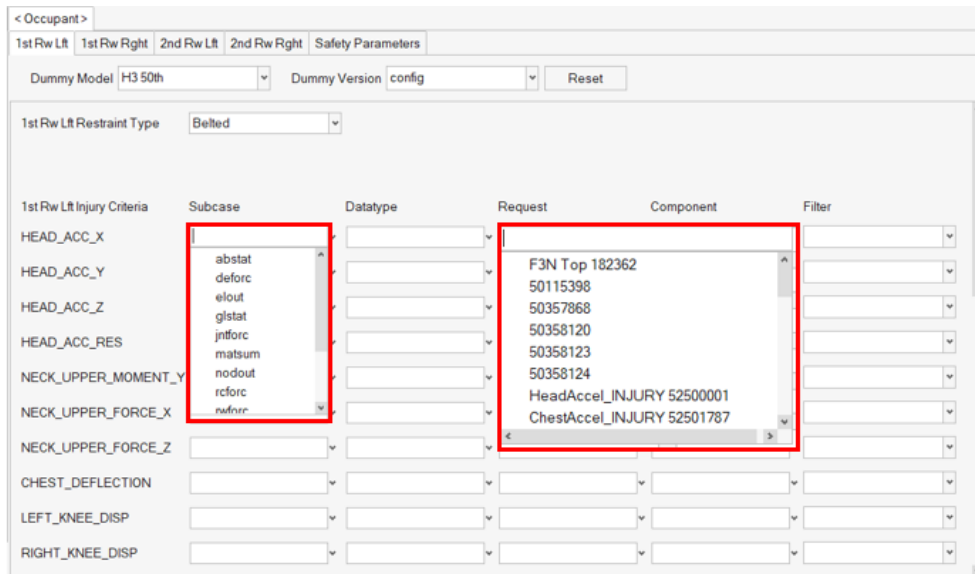 < Occupant >
1st Rw Lft 1st Rw Rght 2nd Rw Lft 2nd Rw Rght Safety Parameters
Dummy Model H3 50th Dummy Version config Reset
1st Rw Lft Restraint Type Belted
1st Rw Lft Injury Criteria Subcase Datatype Request Component Filter
HEAD_ACC_X
HEAD_ACC_Y
HEAD_ACC_Z
HEAD_ACC_RES
NECK_UPPER_MOMENT_Y
NECK_UPPER_FORCE_X
NECK_UPPER_FORCE_Z
CHEST_DEFLECTION
LEFT_KNEE_DISP
RIGHT_KNEE_DISP
abstat
deforc
elout
glstat
jntforc
matsum
nodout
rcforc
rwforc
F3N Top 182362
50115398
50357868
50358120
50358123
50358124
HeadAccel_INJURY 52500001
ChestAccel_INJURY 52501787